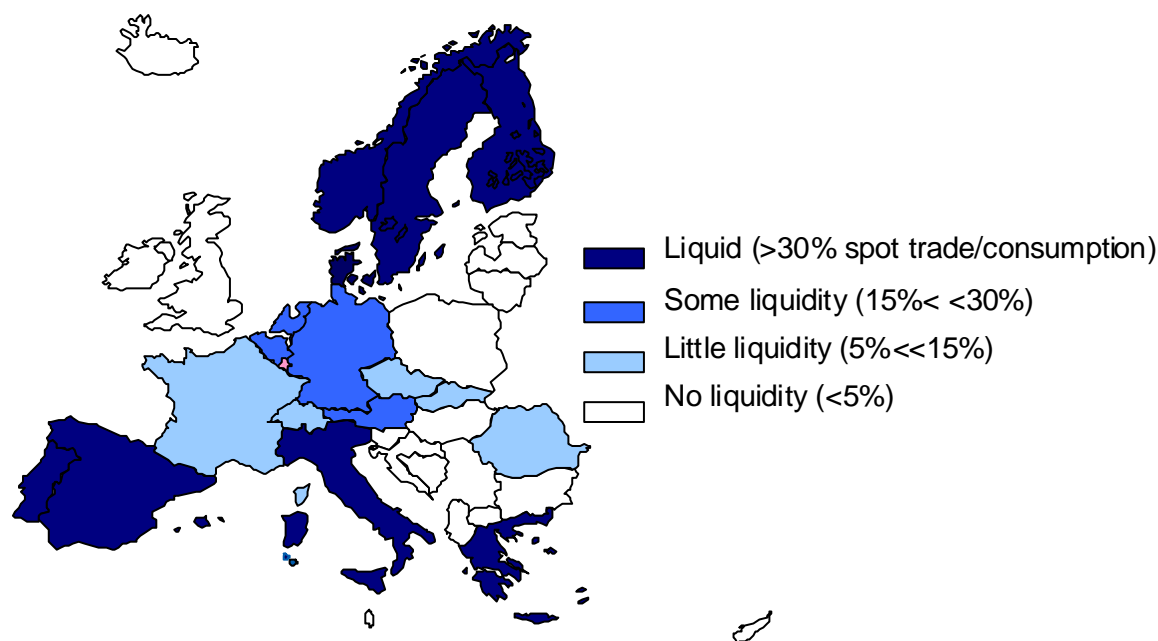 Liquid (>30% spot trade/consumption)
Some liquidity (15%< <30%)
Little liquidity (5%<<15%)
No liquidity (<5%)